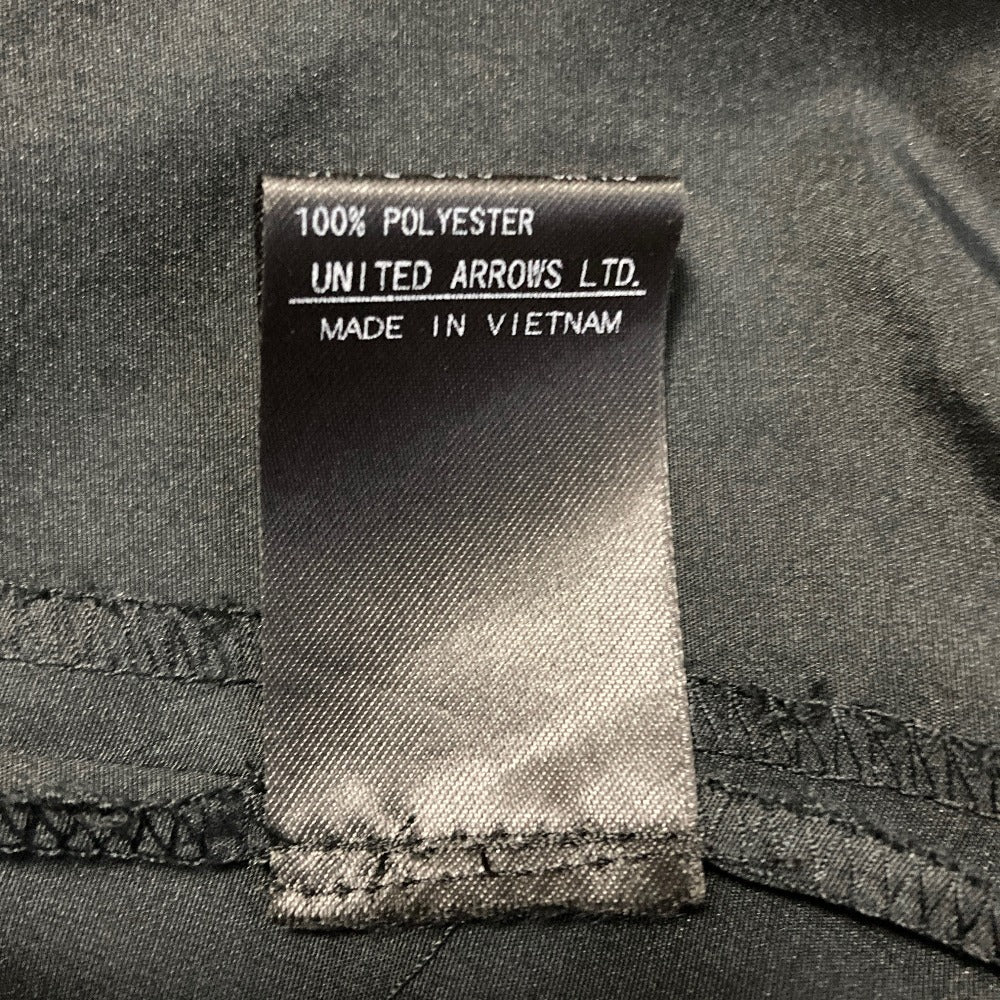 100% POLYESTER
UNITED ARROWS LTD.
MADE IN VIETNAM